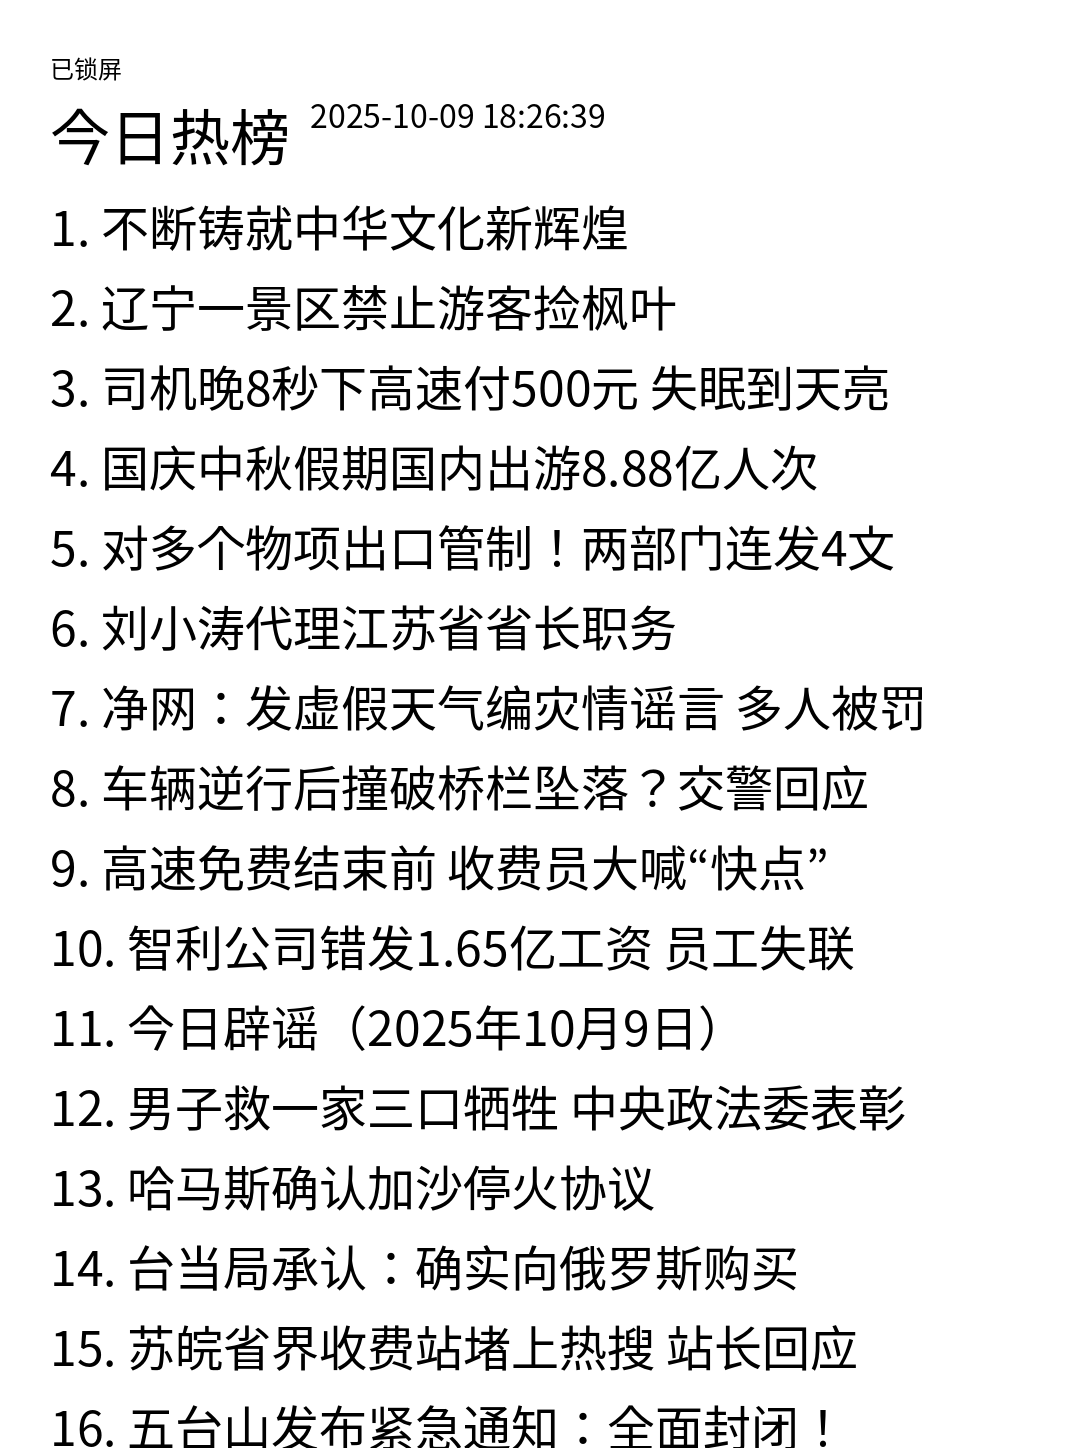 已锁屏
今日热榜 2025-10-09 18:26:39
1. 不断铸就中华文化新辉煌
2. 辽宁一景区禁止游客捡枫叶
3. 司机晚8秒下高速付500元 失眠到天亮
4. 国庆中秋假期国内出游8.88亿人次
5. 对多个物项出口管制！两部门连发4文
6. 刘小涛代理江苏省省长职务
7. 净网：发虚假天气编灾情谣言 多人被罚
8. 车辆逆行后撞破桥栏坠落？交警回应
9. 高速免费结束前 收费员大喊“快点”
10. 智利公司错发1.65亿工资 员工失联
11. 今日辟谣（2025年10月9日）
12. 男子救一家三口牺牲 中央政法委表彰
13. 哈马斯确认加沙停火协议
14. 台当局承认：确实向俄罗斯购买
15. 苏皖省界收费站堵上热搜 站长回应
16. 五台山发布紧急通知：全面封闭！